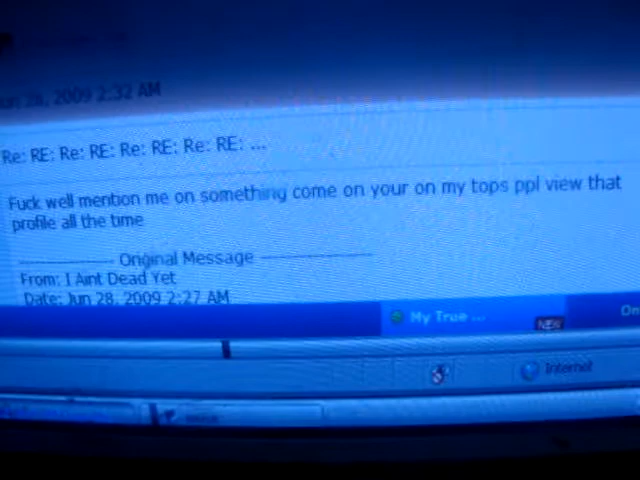 Jun 28, 2009 2:32 AM
Re: RE: Re: RE: Re: RE: Re: RE: ...
Fuck well mention me on something come on your on my tops ppl view that
profile all the time
Original Message
From: I Aint Dead Yet
Date: Jun 28, 2009 2:27 AM
My True ...
NEW
On
Internet